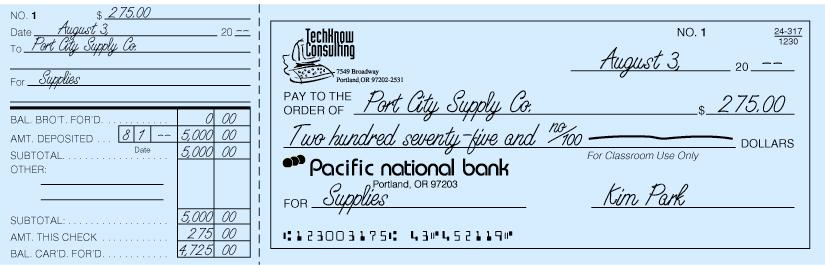 NO. 1 $ 275.00
Date August 3, 20 --
To Port City Supply Co.
For Supplies
BAL. BRO'T. FOR'D. ............ 0 00
AMT. DEPOSITED .... 8 1 -- 5,000 00
Date
SUBTOTAL. .................. 5,000 00
OTHER:
SUBTOTAL: .................. 5,000 00
AMT. THIS CHECK ............ 275 00
BAL. CAR'D. FOR'D. ............ 4,725 00
TechKnow
Consulting
7549 Broadway
Portland, OR 97202-2531
NO. 1
24-317
1230
August 3, 20 --
PAY TO THE
ORDER OF Port City Supply Co. $ 275.00
Two hundred seventy-five and no/100 DOLLARS
For Classroom Use Only
Pacific national bank
Portland, OR 97203
FOR Supplies Kim Park
⑆123003175⑆ 43⑈452119⑈